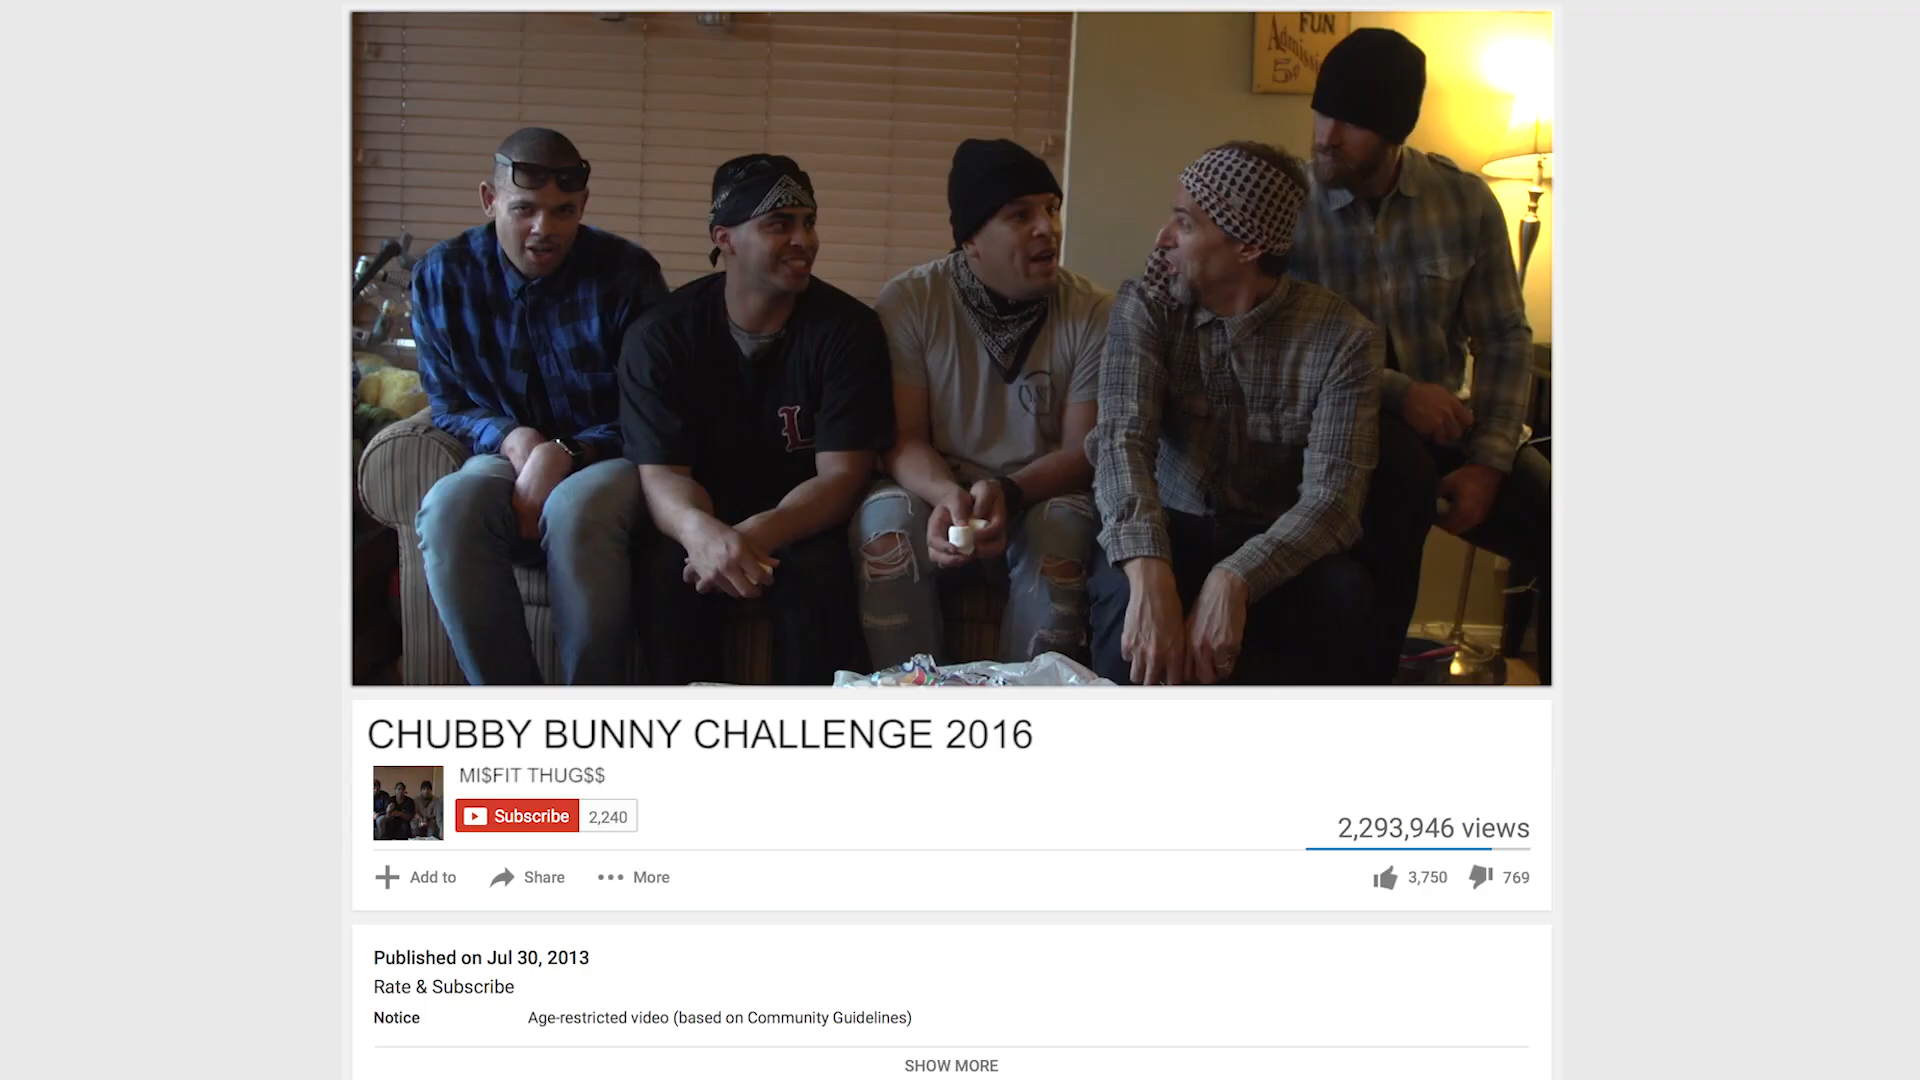 FUN
5¢
L
CHUBBY BUNNY CHALLENGE 2016
MI$FIT THUG$$
Subscribe 2,240
2,293,946 views
Add to Share More 3,750 769
Published on Jul 30, 2013
Rate & Subscribe
Notice Age-restricted video (based on Community Guidelines)
SHOW MORE